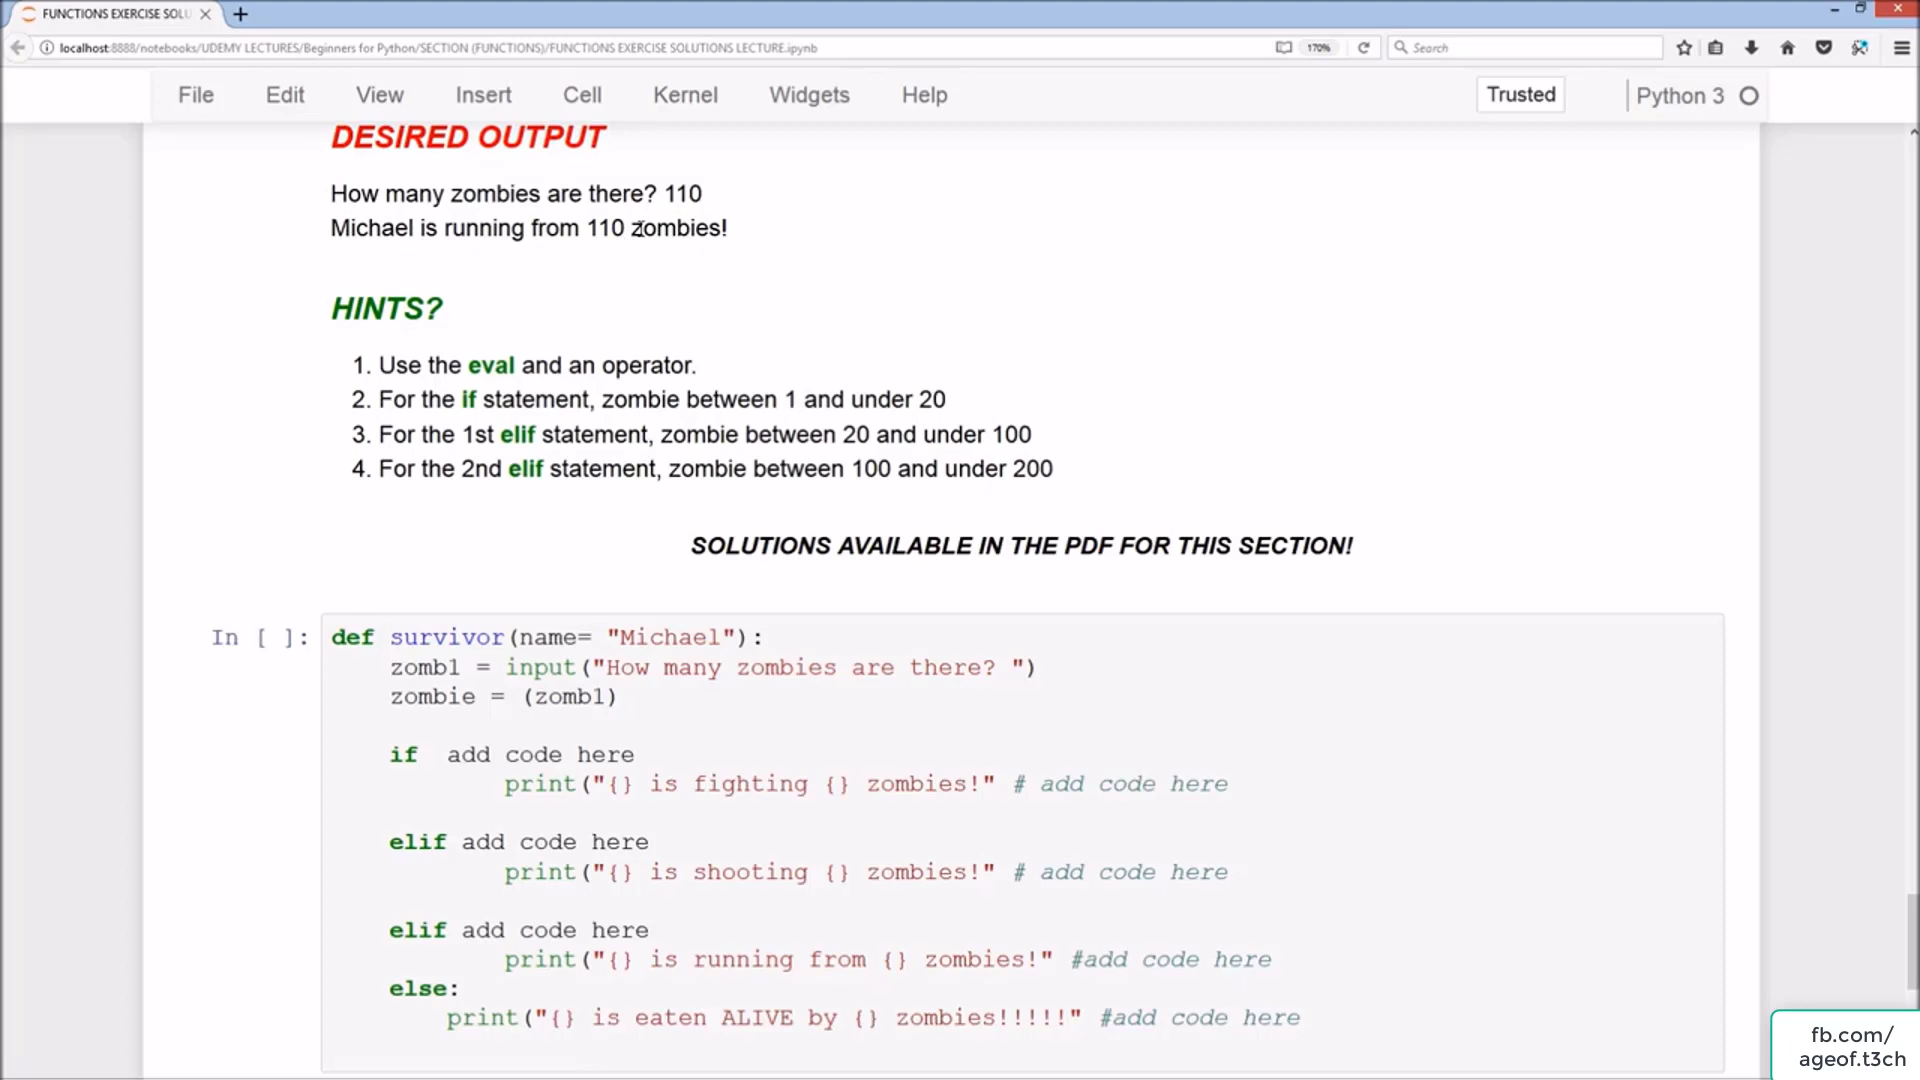 FUNCTIONS EXERCISE SOLU
localhost:8888/notebooks/UDEMY LECTURES/Beginners for Python/SECTION (FUNCTIONS)/FUNCTIONS EXERCISE SOLUTIONS LECTURE.ipynb
170%
Search
File Edit View Insert Cell Kernel Widgets Help
Trusted
Python 3
DESIRED OUTPUT
How many zombies are there? 110
Michael is running from 110 zombies!
HINTS?
1. Use the eval and an operator.
2. For the if statement, zombie between 1 and under 20
3. For the 1st elif statement, zombie between 20 and under 100
4. For the 2nd elif statement, zombie between 100 and under 200
SOLUTIONS AVAILABLE IN THE PDF FOR THIS SECTION!
In [ ]: def survivor(name= "Michael"):
zomb1 = input("How many zombies are there? ")
zombie = (zomb1)
if  add code here
print("{} is fighting {} zombies!" # add code here
elif add code here
print("{} is shooting {} zombies!" # add code here
elif add code here
print("{} is running from {} zombies!" #add code here
else:
print("{} is eaten ALIVE by {} zombies!!!!!" #add code here
fb.com/
ageof.t3ch